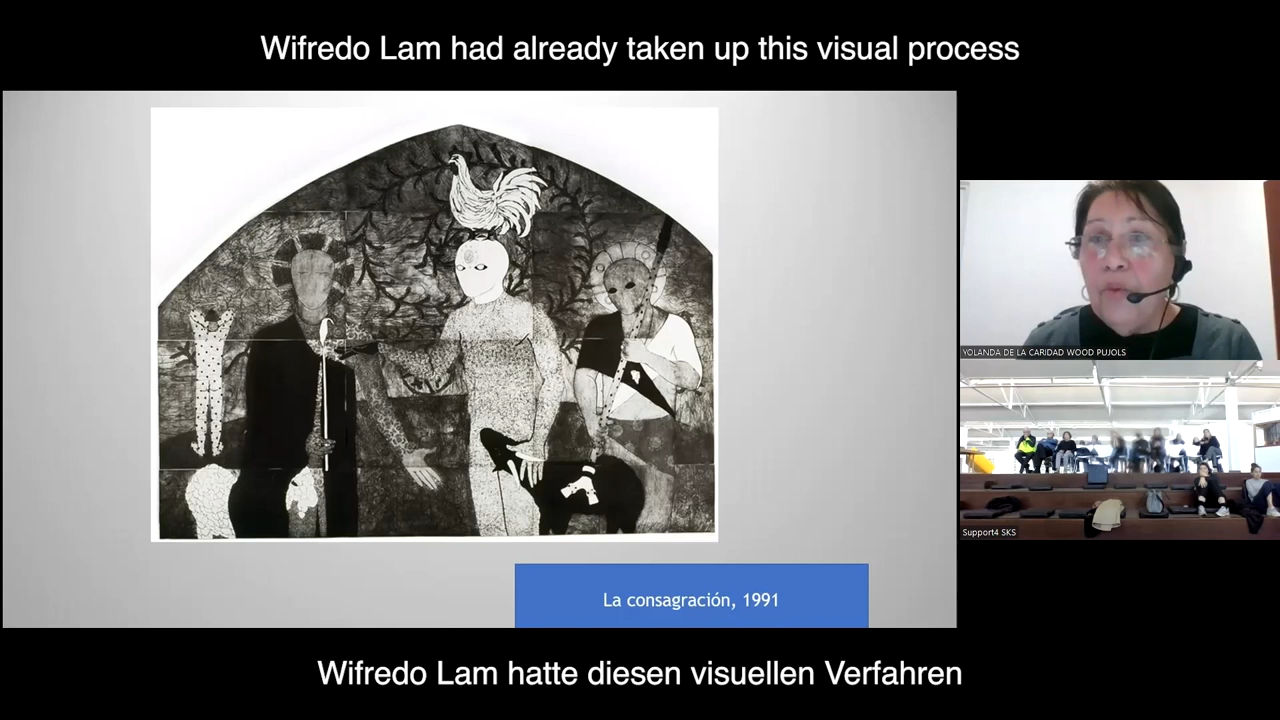 Wifredo Lam had already taken up this visual process
YOLANDA DE LA CARIDAD WOOD PUJOLS
Support4 SKS
La consagración, 1991
Wifredo Lam hatte diesen visuellen Verfahren